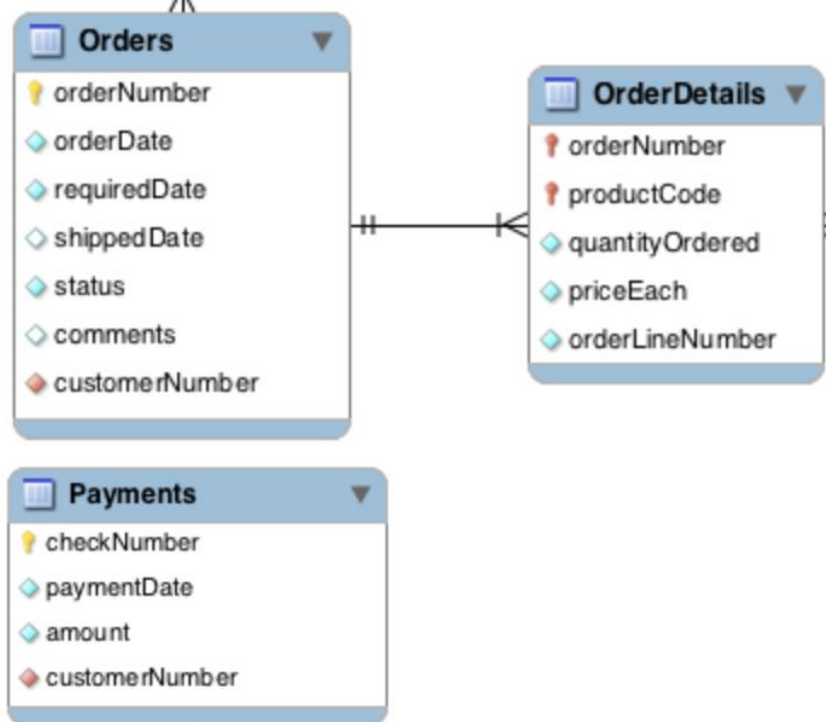 Orders
orderNumber
orderDate
requiredDate
shippedDate
status
comments
customerNumber
OrderDetails
orderNumber
productCode
quantityOrdered
priceEach
orderLineNumber
Payments
checkNumber
paymentDate
amount
customerNumber